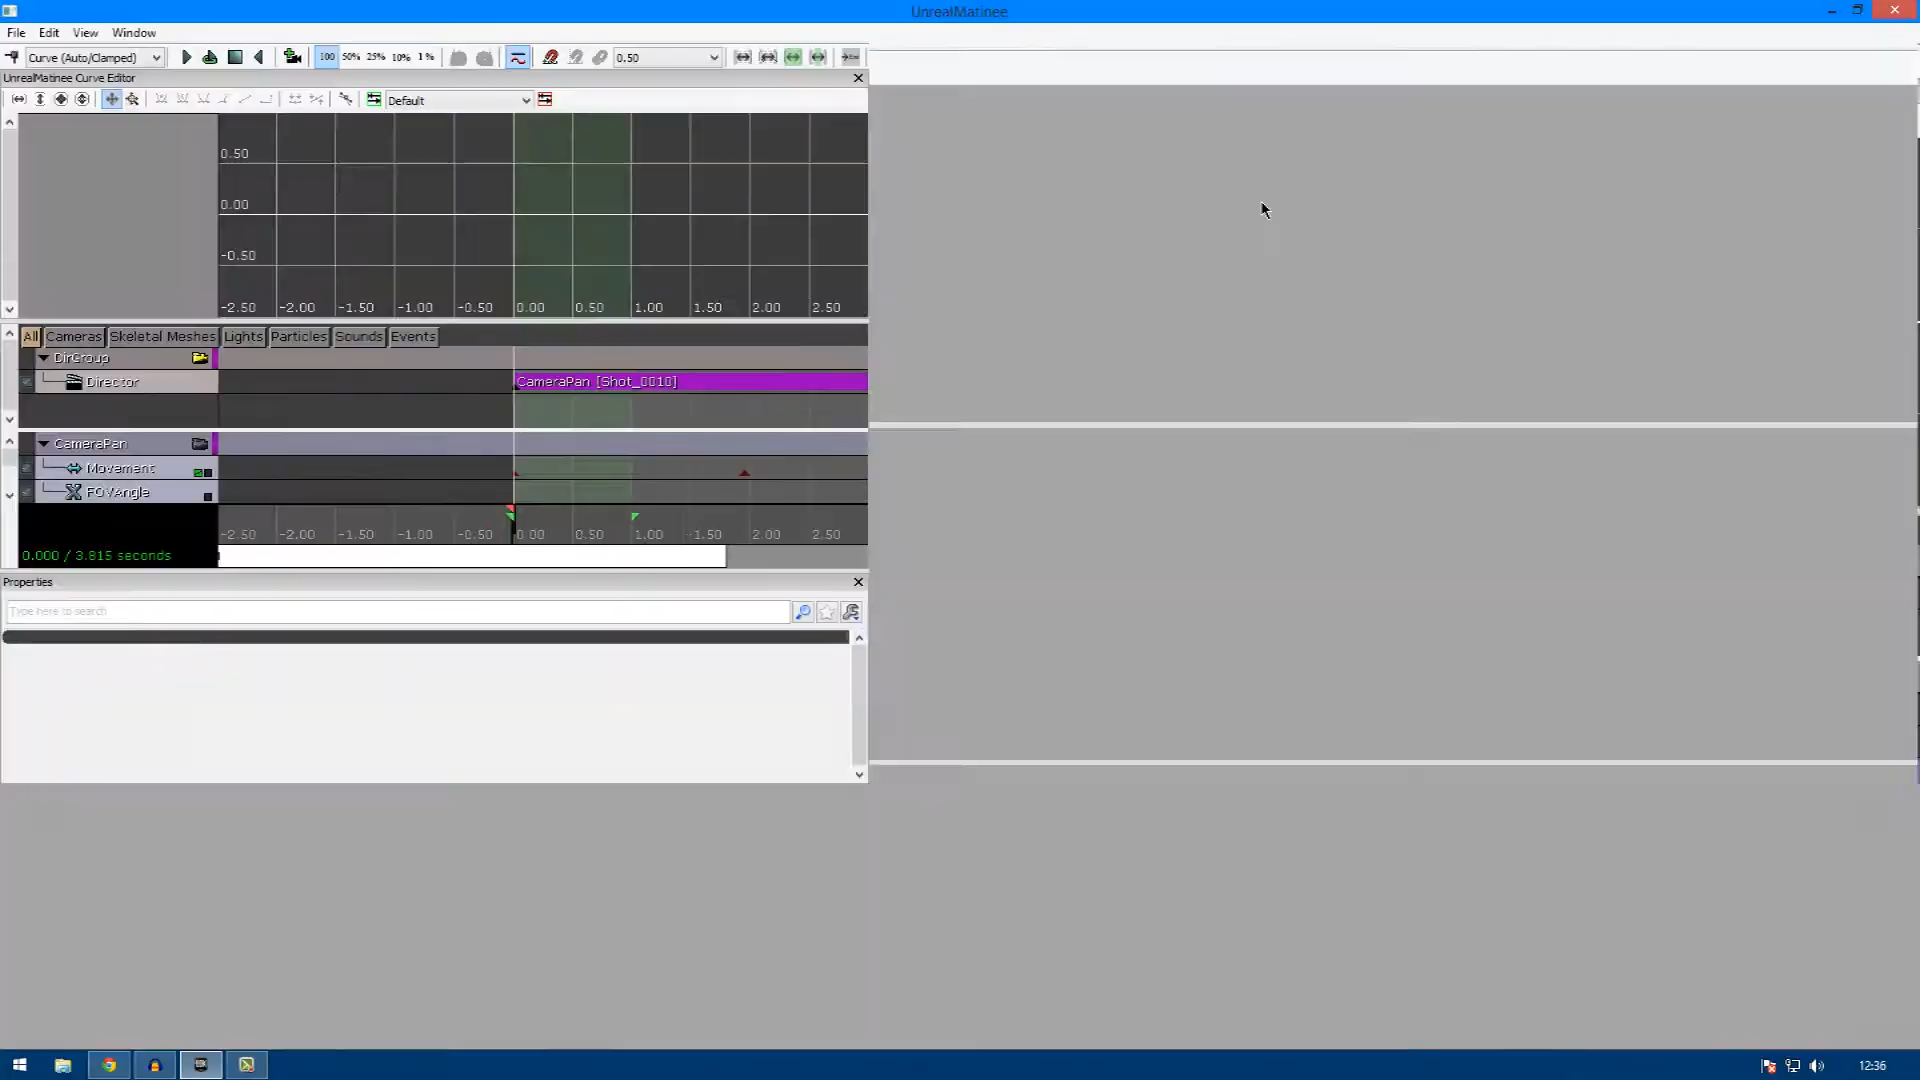 UnrealMatinee
File Edit View Window
Curve (Auto/Clamped) 100 50% 25% 10% 1% 0.50
UnrealMatinee Curve Editor
Default
0.50
0.00
-0.50
-2.50 -2.00 -1.50 -1.00 -0.50 0.00 0.50 1.00 1.50 2.00 2.50
All Cameras Skeletal Meshes Lights Particles Sounds Events
DirGroup
Director CameraPan [Shot_0010]
CameraPan
Movement
FOVAngle
-2.50 -2.00 -1.50 -1.00 -0.50 0.00 0.50 1.00 1.50 2.00 2.50
0.000 / 3.815 seconds
Properties
Type here to search
12:36